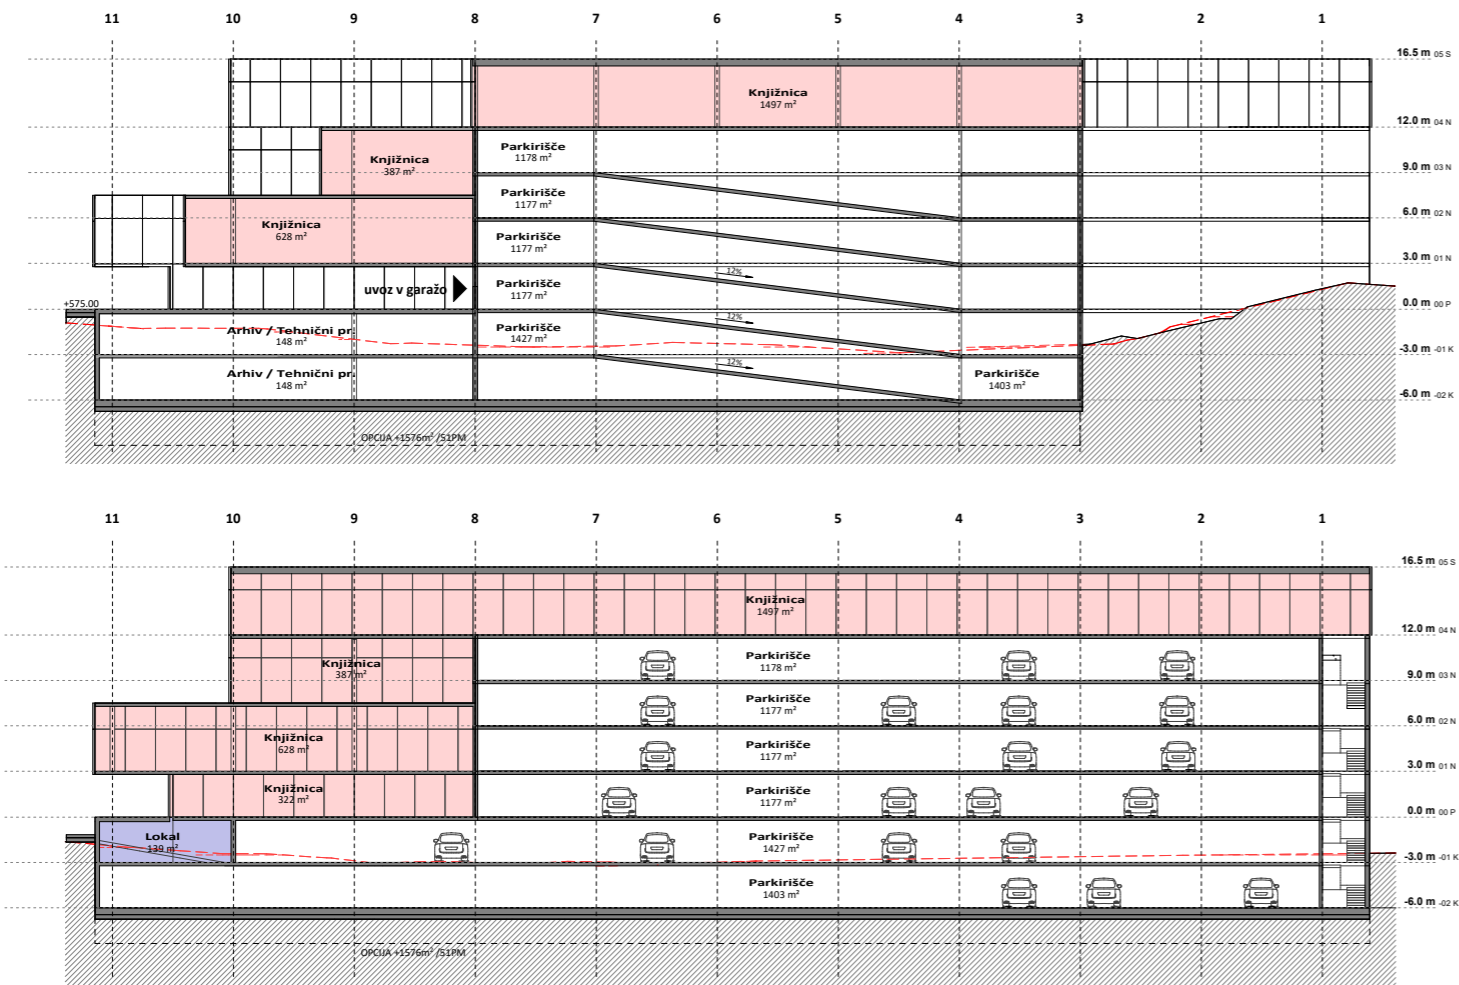 11 10 9 8 7 6 5 4 3 2 1
16.5 m 05 S
Knjižnica
1497 m²
12.0 m 04 N
Parkirišče
1178 m²
Knjižnica
387 m²
9.0 m 03 N
Parkirišče
1177 m²
6.0 m 02 N
Knjižnica
628 m²
Parkirišče
1177 m²
3.0 m 01 N
12%
uvoz v garažo
Parkirišče
1177 m²
+575.00
0.0 m 00 P
12%
Arhiv / Tehnični pr.
148 m²
Parkirišče
1427 m²
-3.0 m -01 K
12%
Arhiv / Tehnični pr.
148 m²
Parkirišče
1403 m²
-6.0 m -02 K
OPCIJA +1576m² /51PM
11 10 9 8 7 6 5 4 3 2 1
16.5 m 05 S
Knjižnica
1497 m²
12.0 m 04 N
Knjižnica
387 m²
Parkirišče
1178 m²
9.0 m 03 N
Parkirišče
1177 m²
6.0 m 02 N
Knjižnica
628 m²
Parkirišče
1177 m²
3.0 m 01 N
Knjižnica
322 m²
Parkirišče
1177 m²
0.0 m 00 P
Lokal
139 m²
Parkirišče
1427 m²
-3.0 m -01 K
Parkirišče
1403 m²
-6.0 m -02 K
OPCIJA +1576m² /51PM